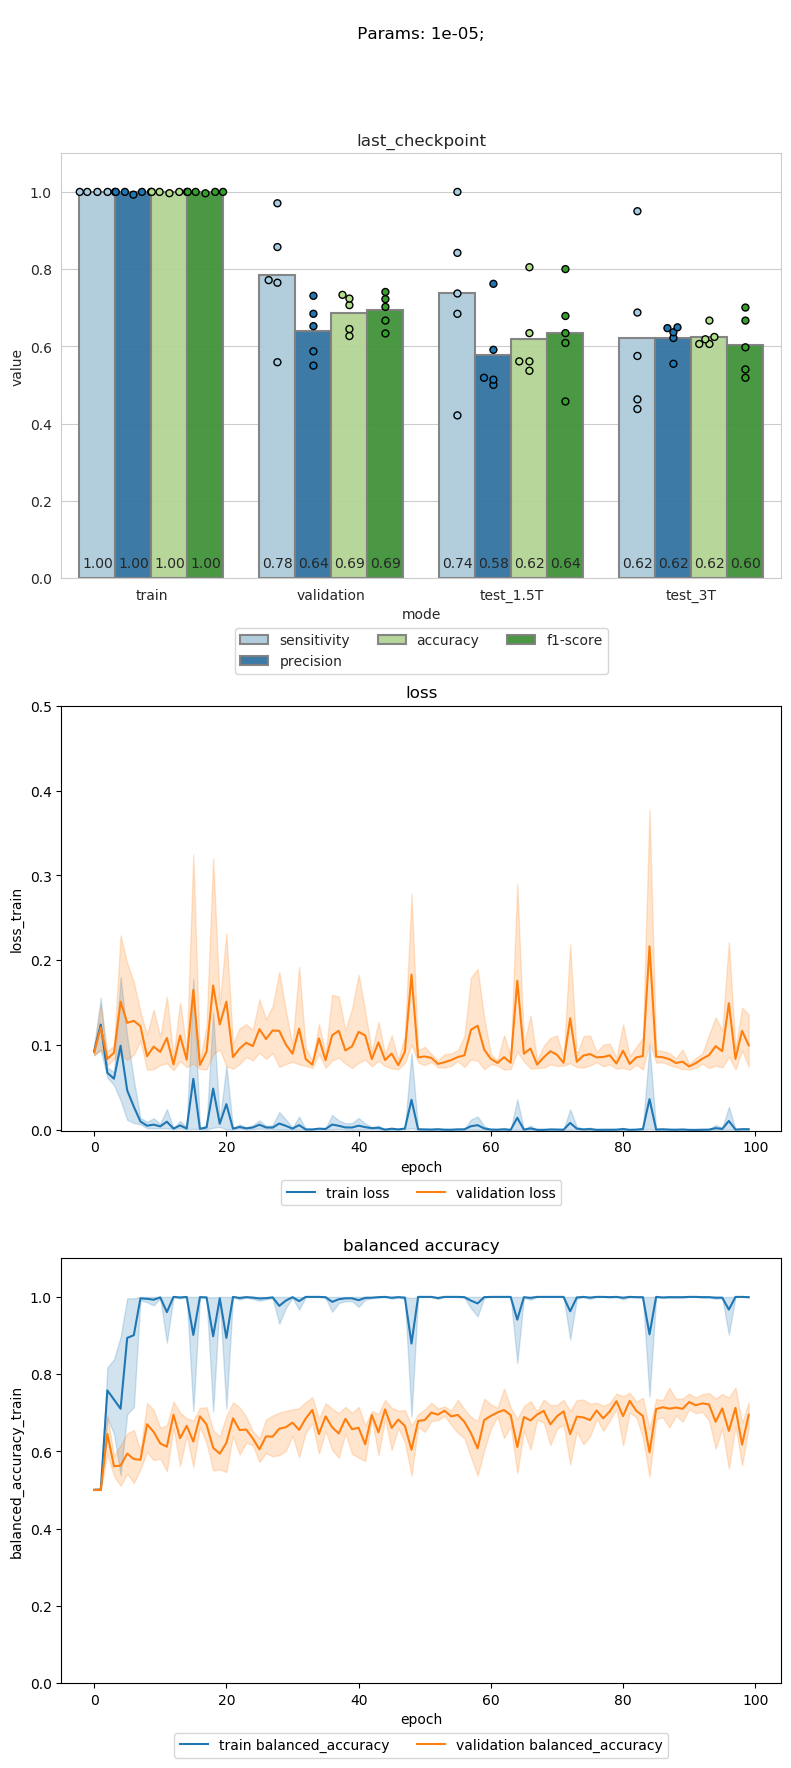 Params: 1e-05;
last_checkpoint
value
1.0
0.8
0.6
0.4
0.2
0.0
1.00 1.00 1.00 1.00 0.78 0.64 0.69 0.69 0.74 0.58 0.62 0.64 0.62 0.62 0.62 0.60
train validation test_1.5T test_3T
mode
sensitivity accuracy f1-score
precision
loss
loss_train
0.5
0.4
0.3
0.2
0.1
0.0
0 20 40 60 80 100
epoch
train loss validation loss
balanced accuracy
balanced_accuracy_train
1.0
0.8
0.6
0.4
0.2
0.0
0 20 40 60 80 100
epoch
train balanced_accuracy validation balanced_accuracy